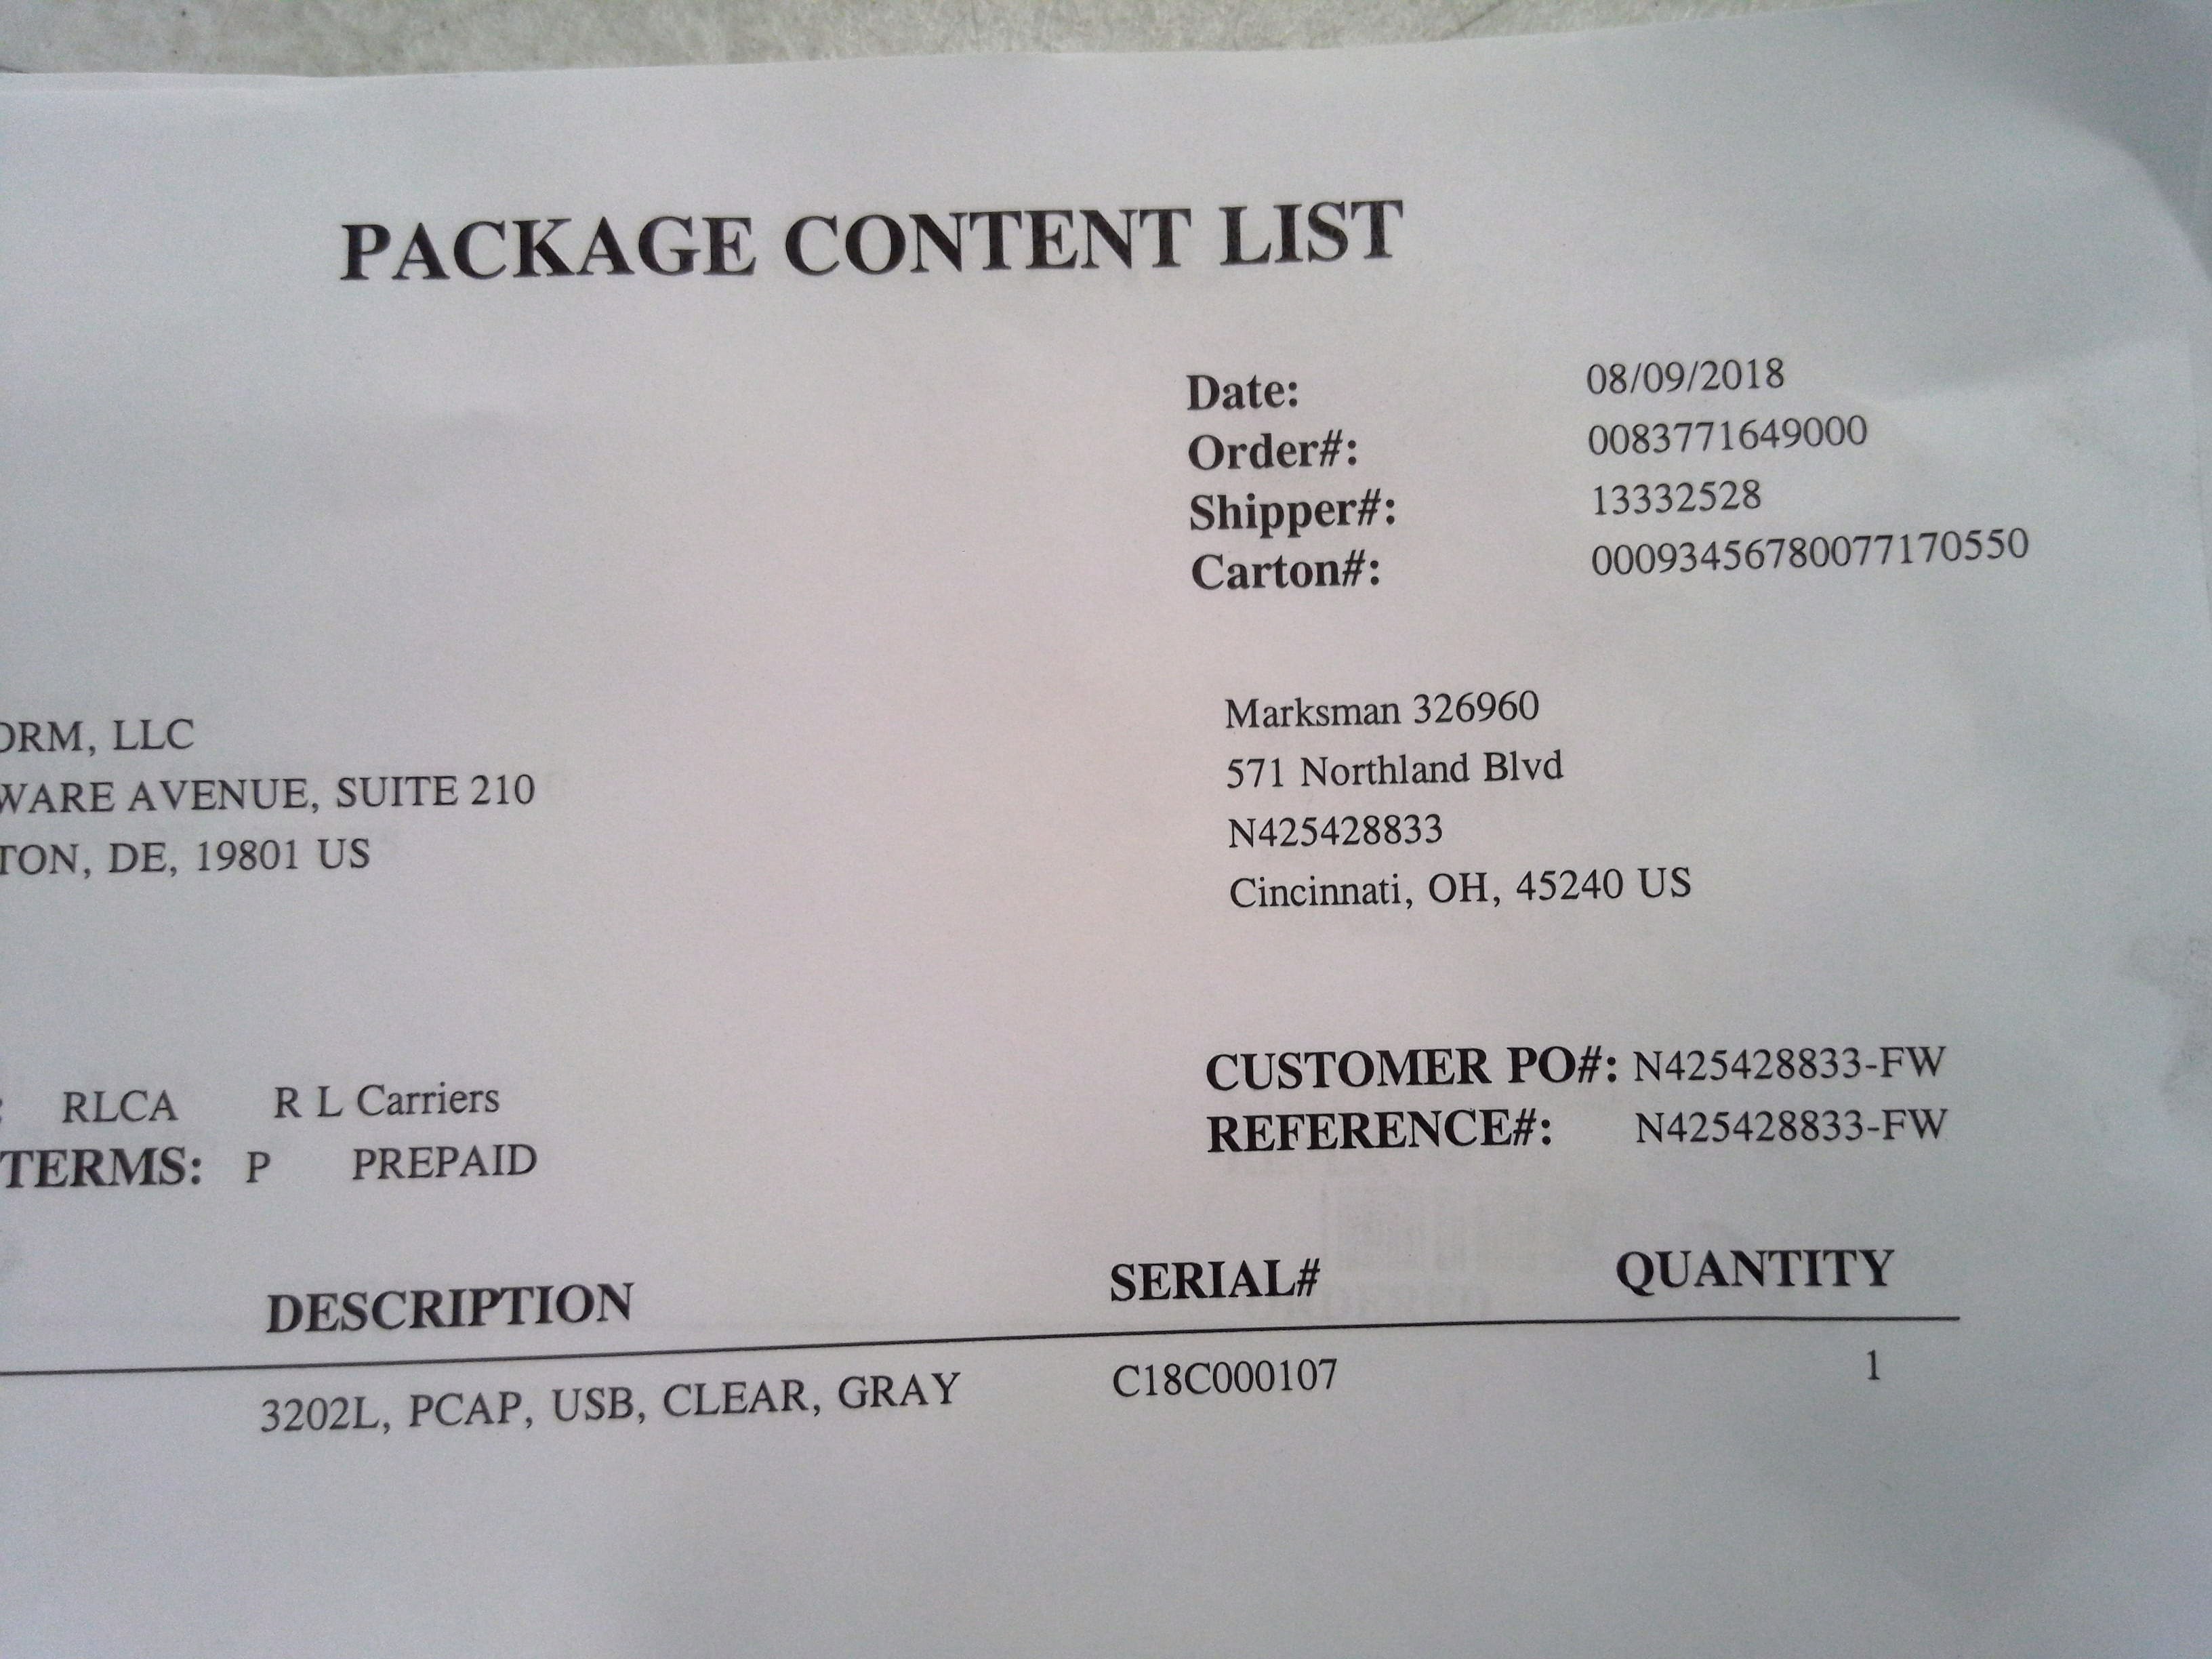 PACKAGE CONTENT LIST
Date: 08/09/2018
Order#: 0083771649000
Shipper#: 13332528
Carton#: 00093456780077170550
ORM, LLC
WARE AVENUE, SUITE 210
TON, DE, 19801 US
Marksman 326960
571 Northland Blvd
N425428833
Cincinnati, OH, 45240 US
: RLCA R L Carriers
TERMS: P PREPAID
CUSTOMER PO#: N425428833-FW
REFERENCE#: N425428833-FW
DESCRIPTION SERIAL# QUANTITY
3202L, PCAP, USB, CLEAR, GRAY C18C000107 1